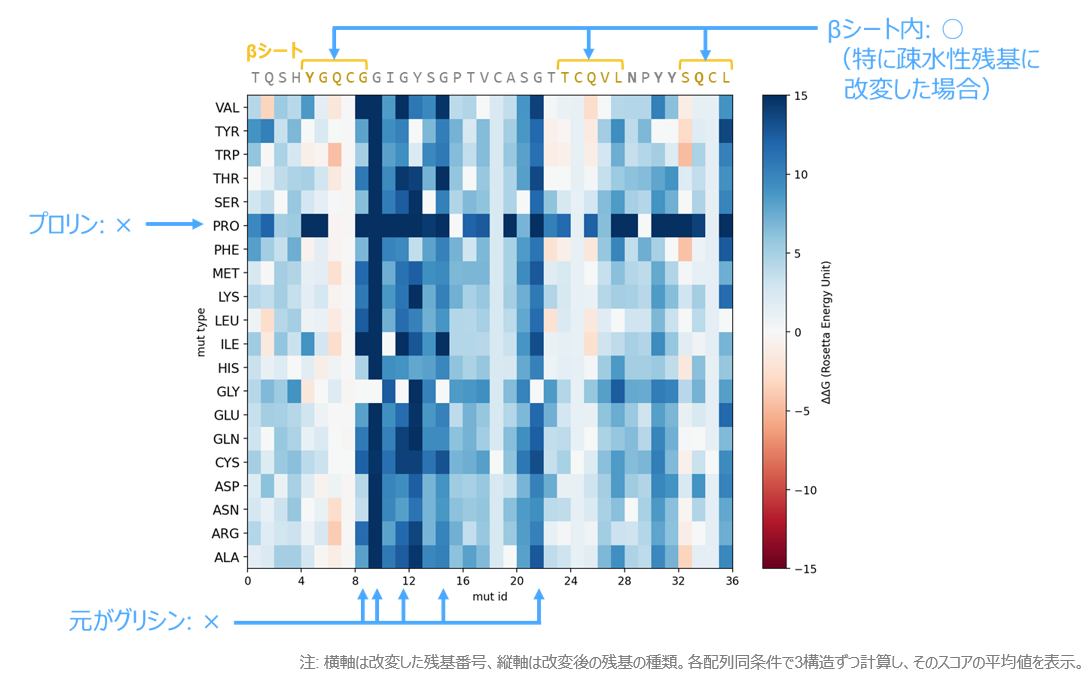 βシート内: ○
(特に疎水性残基に
改変した場合)
βシート
TQSHYGQCGGIGYSGPTVCASGTTCQVLNPYYSQCL
プロリン: ×
mut type
VAL
TYR
TRP
THR
SER
PRO
PHE
MET
LYS
LEU
ILE
HIS
GLY
GLU
GLN
CYS
ASP
ASN
ARG
ALA
0 4 8 12 16 20 24 28 32 36
mut id
15
10
5
0
−5
−10
−15
ΔΔG (Rosetta Energy Unit)
元がグリシン: ×
注: 横軸は改変した残基番号、縦軸は改変後の残基の種類。各配列同条件で3構造ずつ計算し、そのスコアの平均値を表示。